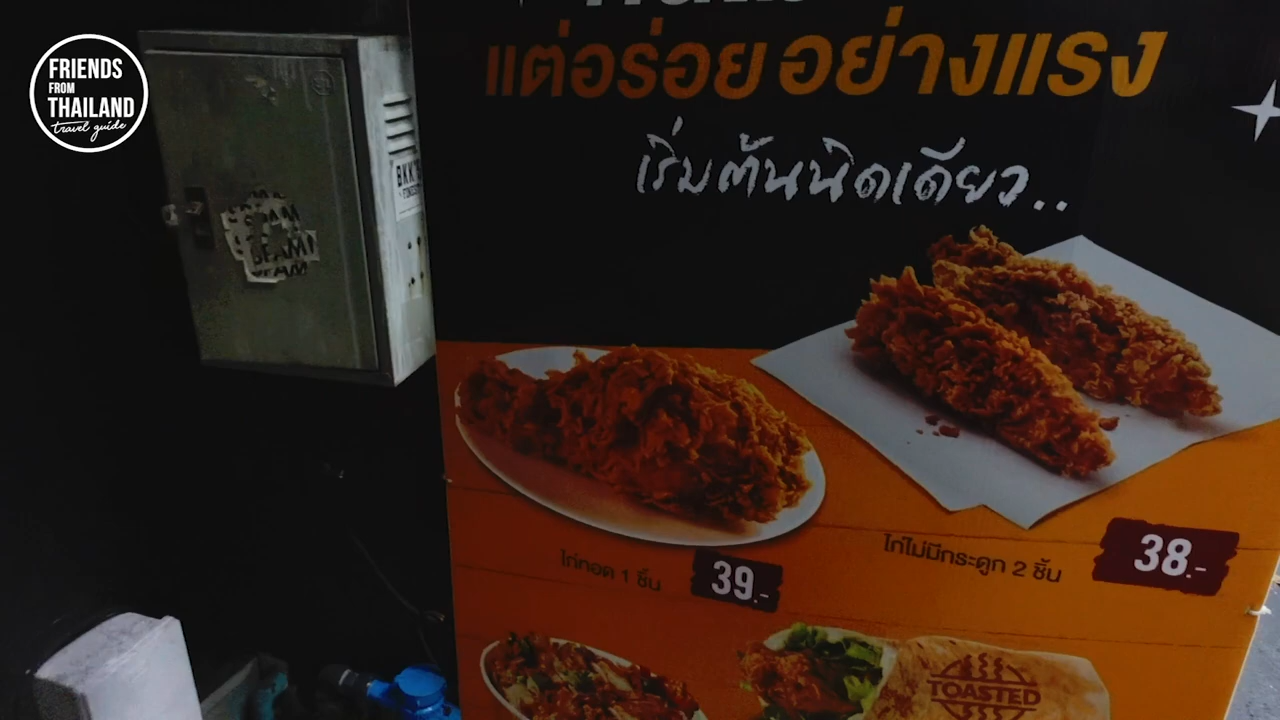 FRIENDS
FROM
THAILAND
travel guide
แต่อร่อย อย่างแรง
เริ่มต้นนิดเดียว..
BKK
SPAM
ไก่ทอด 1 ชิ้น
39.-
ไก่ไม่มีกระดูก 2 ชิ้น
38.-
TOASTED